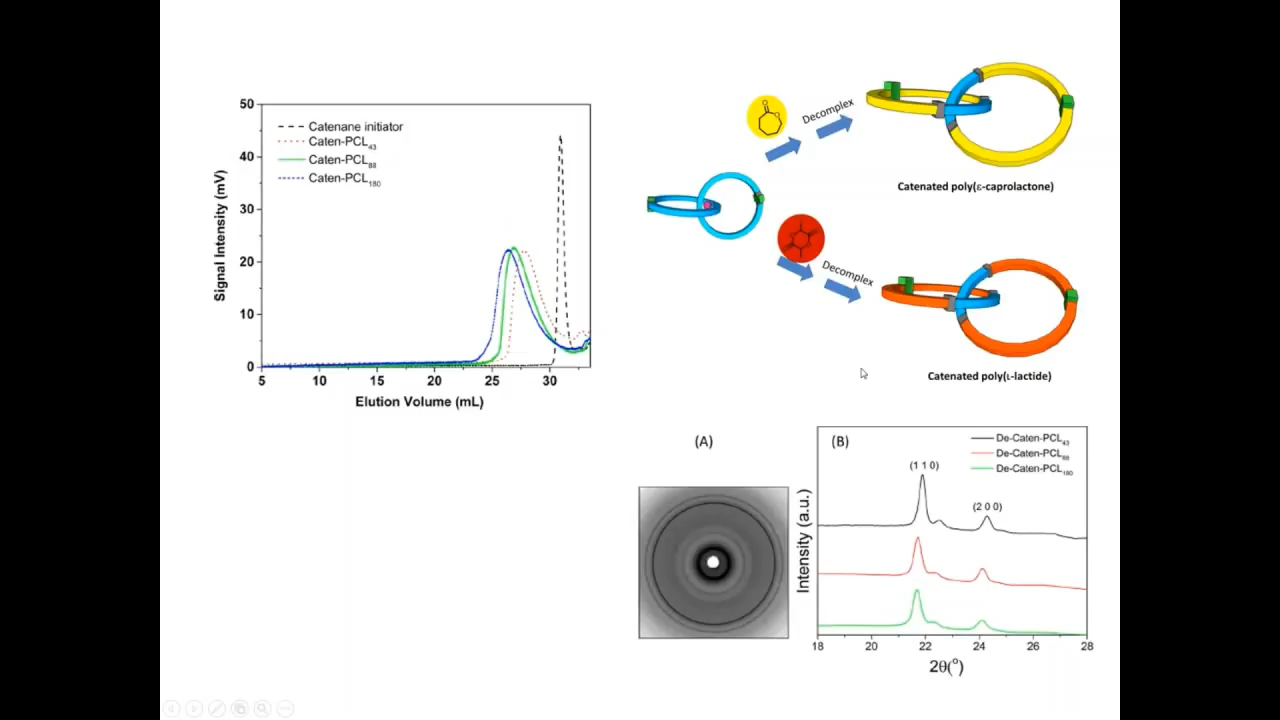 50
40
30
20
10
0
Signal Intensity (mV)
Catenane initiator
Caten-PCL43
Caten-PCL88
Caten-PCL180
5 10 15 20 25 30
Elution Volume (mL)
O
O
Decomplex
Catenated poly(ε-caprolactone)
Decomplex
Catenated poly(L-lactide)
(A)
(B)
De-Caten-PCL43
De-Caten-PCL88
De-Caten-PCL180
(1 1 0)
(2 0 0)
Intensity (a.u.)
18 20 22 24 26 28
2θ(°)